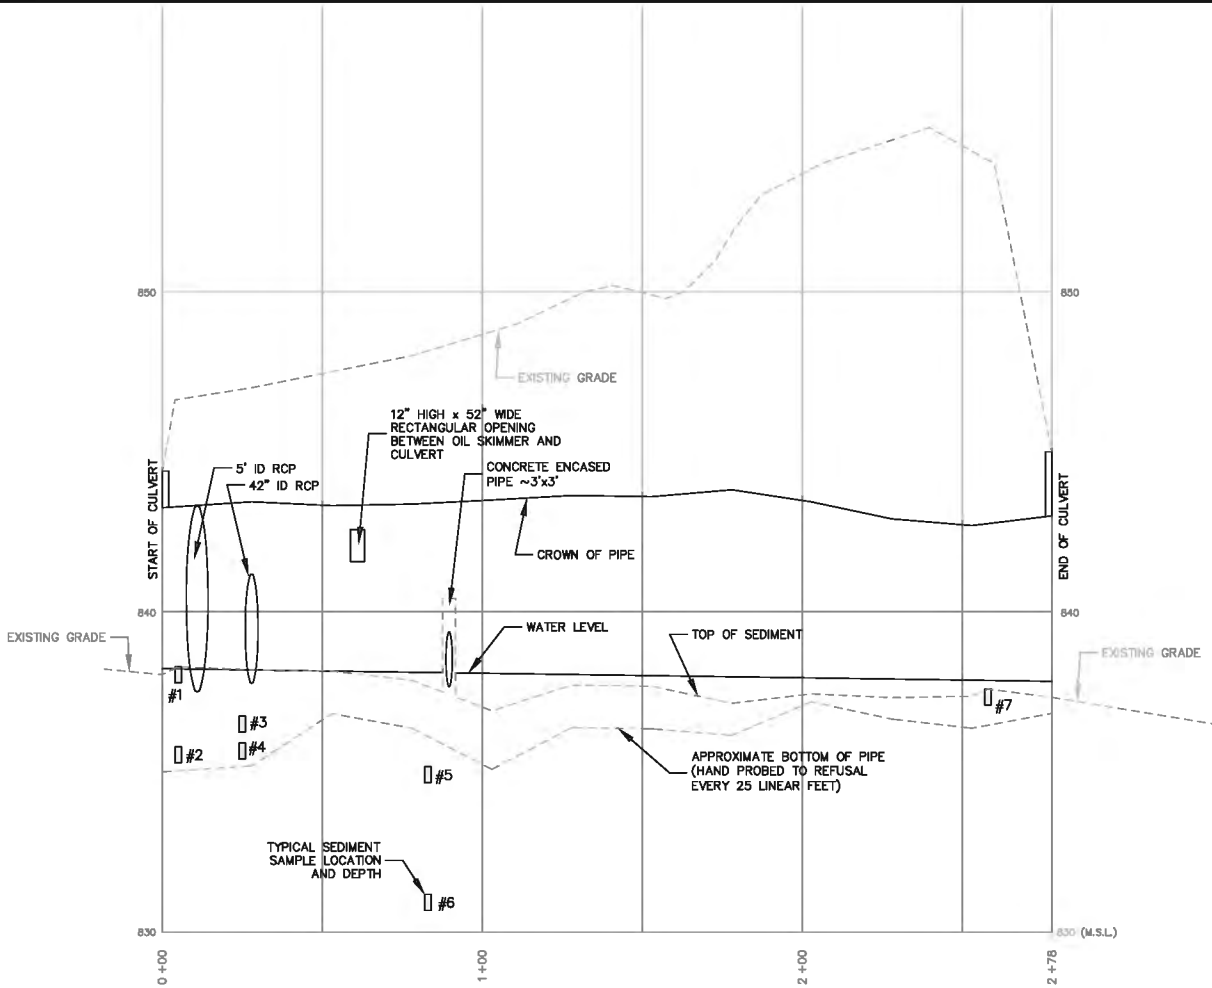 850
850
EXISTING GRADE
12" HIGH x 52" WIDE
RECTANGULAR OPENING
BETWEEN OIL SKIMMER AND
CULVERT
5' ID RCP
42" ID RCP
CONCRETE ENCASED
PIPE ~3'x3'
START OF CULVERT
END OF CULVERT
CROWN OF PIPE
840
840
EXISTING GRADE
WATER LEVEL
TOP OF SEDIMENT
EXISTING GRADE
#1
#7
#3
#2
#4
#5
APPROXIMATE BOTTOM OF PIPE
(HAND PROBED TO REFUSAL
EVERY 25 LINEAR FEET)
TYPICAL SEDIMENT
SAMPLE LOCATION
AND DEPTH
#6
830
830 (M.S.L.)
0+00
1+00
2+00
2+78